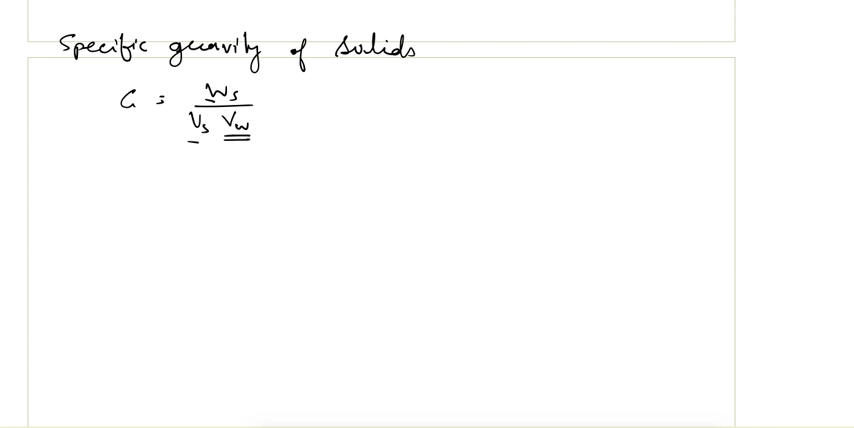 Specific gravity of solids
G = Ws
Vs γw